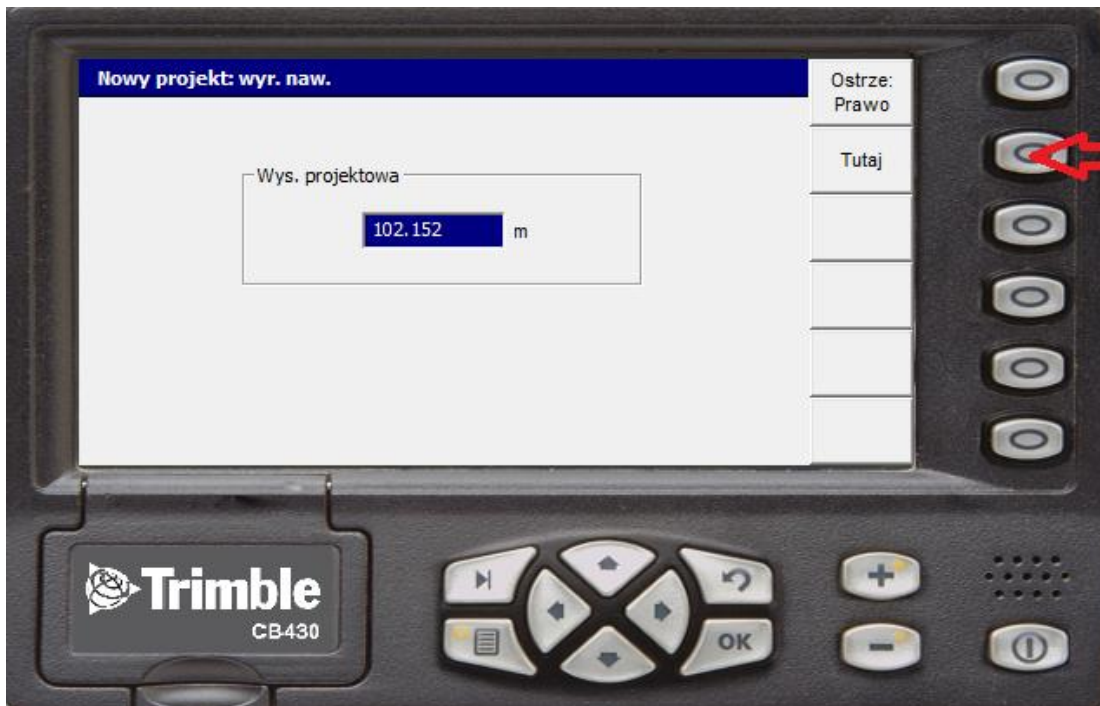 Nowy projekt: wyr. naw.
Ostrze:
Prawo
Tutaj
Wys. projektowa
102.152 m
Trimble
CB430
OK